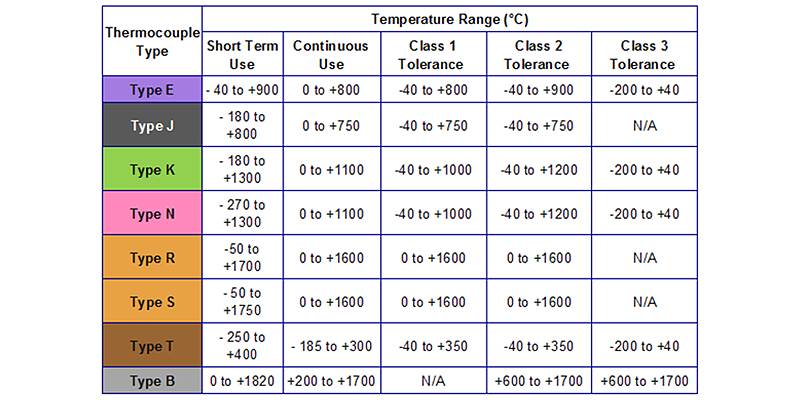 Thermocouple Type
Temperature Range (°C)
Short Term Use
Continuous Use
Class 1 Tolerance
Class 2 Tolerance
Class 3 Tolerance
Type E
- 40 to +900
0 to +800
-40 to +800
-40 to +900
-200 to +40
Type J
- 180 to +800
0 to +750
-40 to +750
-40 to +750
N/A
Type K
- 180 to +1300
0 to +1100
-40 to +1000
-40 to +1200
-200 to +40
Type N
- 270 to +1300
0 to +1100
-40 to +1000
-40 to +1200
-200 to +40
Type R
-50 to +1700
0 to +1600
0 to +1600
0 to +1600
N/A
Type S
- 50 to +1750
0 to +1600
0 to +1600
0 to +1600
N/A
Type T
- 250 to +400
- 185 to +300
-40 to +350
-40 to +350
-200 to +40
Type B
0 to +1820
+200 to +1700
N/A
+600 to +1700
+600 to +1700